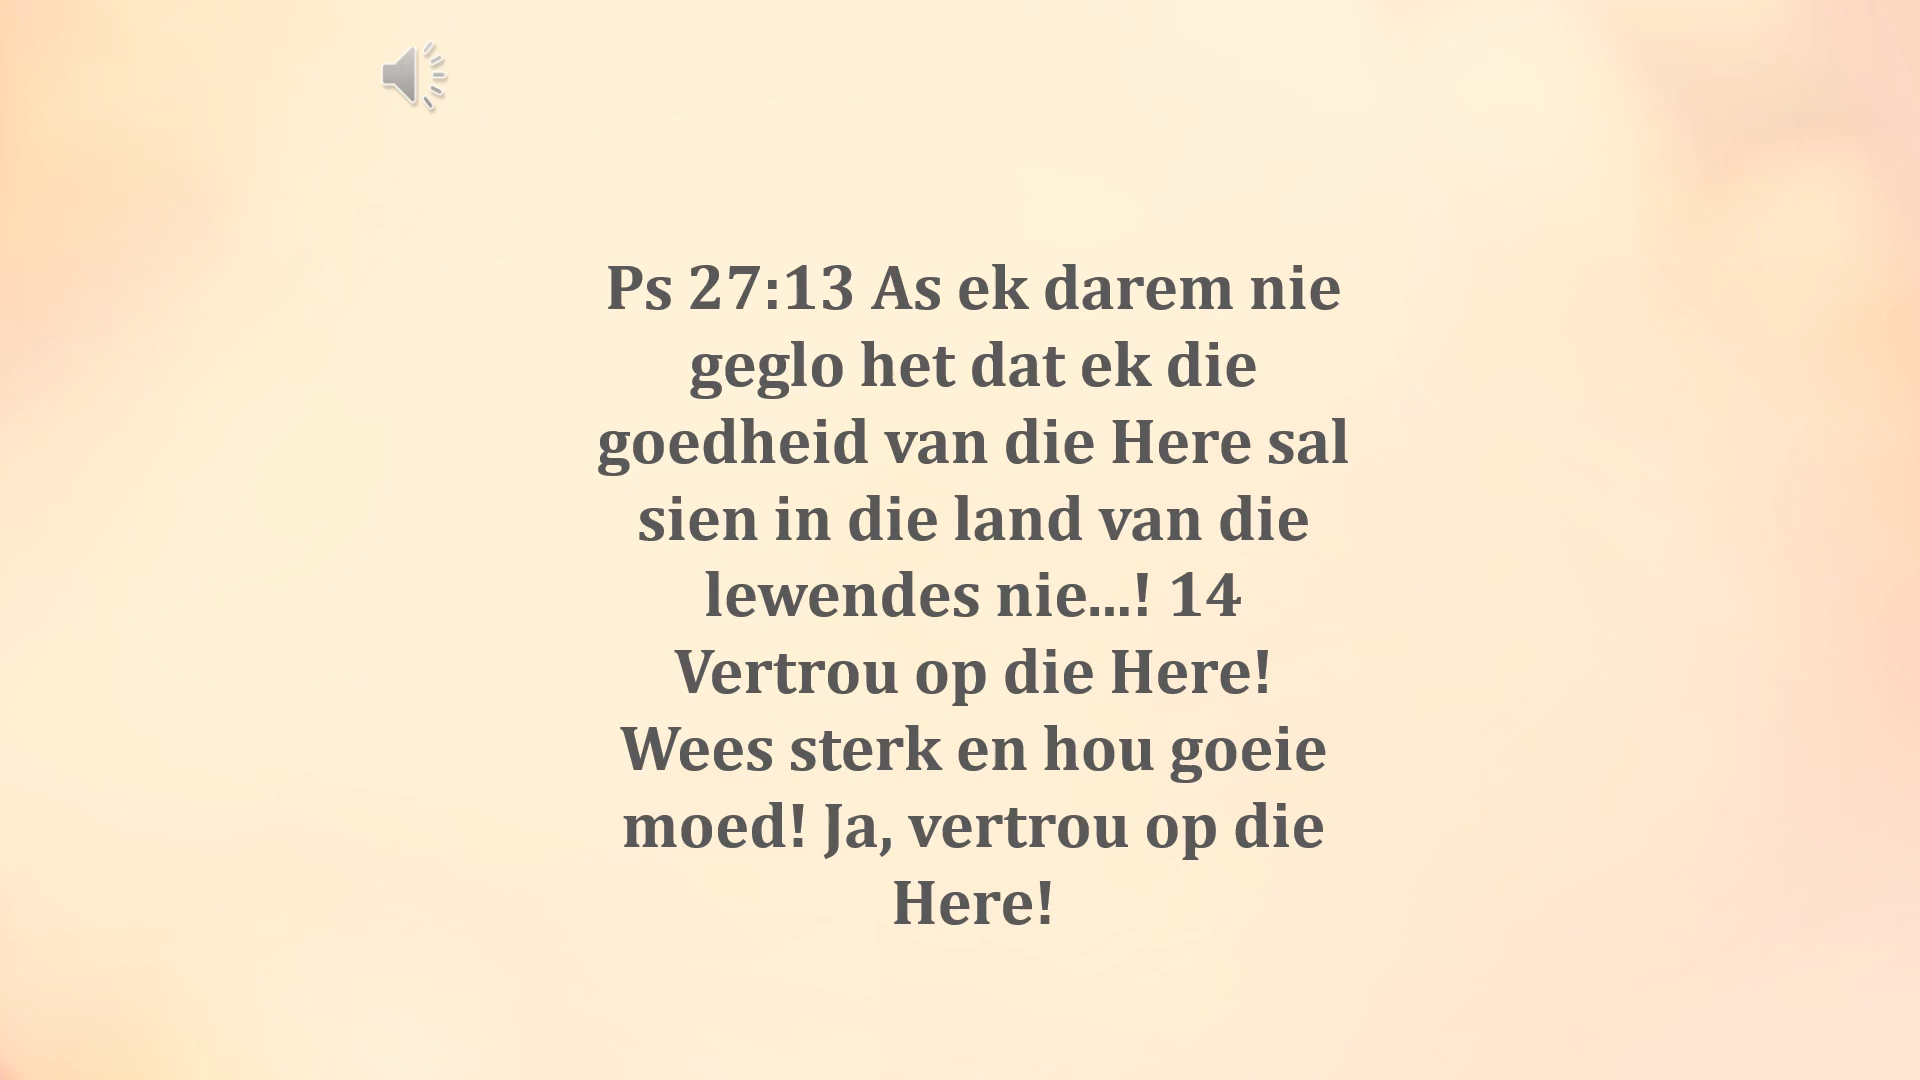 Ps 27:13 As ek darem nie
geglo het dat ek die
goedheid van die Here sal
sien in die land van die
lewendes nie...! 14
Vertrou op die Here!
Wees sterk en hou goeie
moed! Ja, vertrou op die
Here!